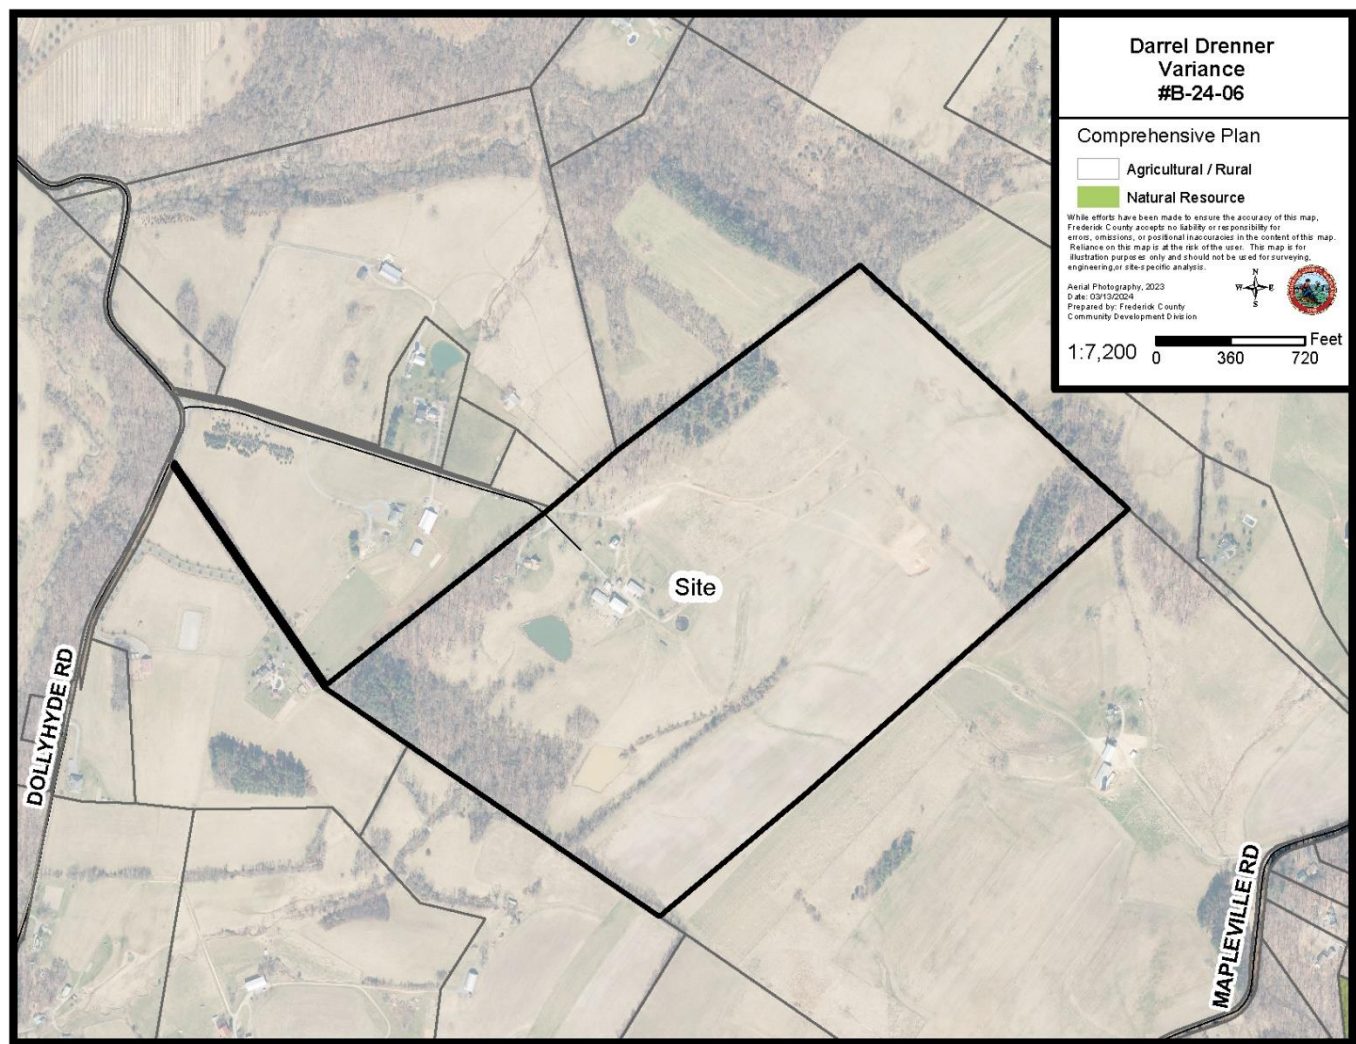 Darrel Drenner
Variance
#B-24-06
Comprehensive Plan
Agricultural / Rural
Natural Resource
While efforts have been made to ensure the accuracy of this map,
Frederick County accepts no liability or responsibility for
errors, omissions, or positional inaccuracies in the content of this map.
Reliance on this map is at the risk of the user. This map is for
illustration purposes only and should not be used for surveying,
engineering,or site-specific analysis.
Aerial Photography, 2023
Date: 03/13/2024
Prepared by: Frederick County
Community Development Division
N
W E
S
1:7,200 0 360 720 Feet
Site
DOLLYHYDE RD
MAPLEVILLE RD